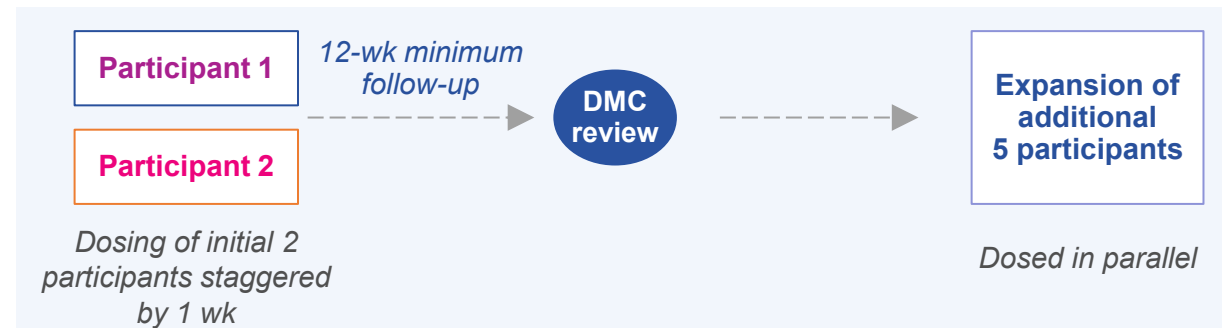 Participant 1
Participant 2
Dosing of initial 2
participants staggered
by 1 wk
12-wk minimum
follow-up
DMC
review
Expansion of
additional
5 participants
Dosed in parallel